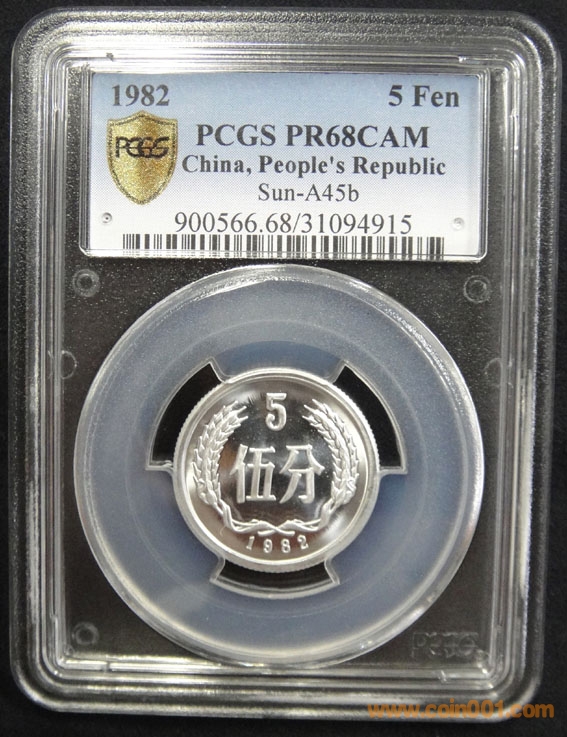 1982 5 Fen
PCGS PCGS PR68CAM
China, People's Republic
Sun-A45b
900566.68/31094915
5
伍分
1982
PCGS
www.coin001.com